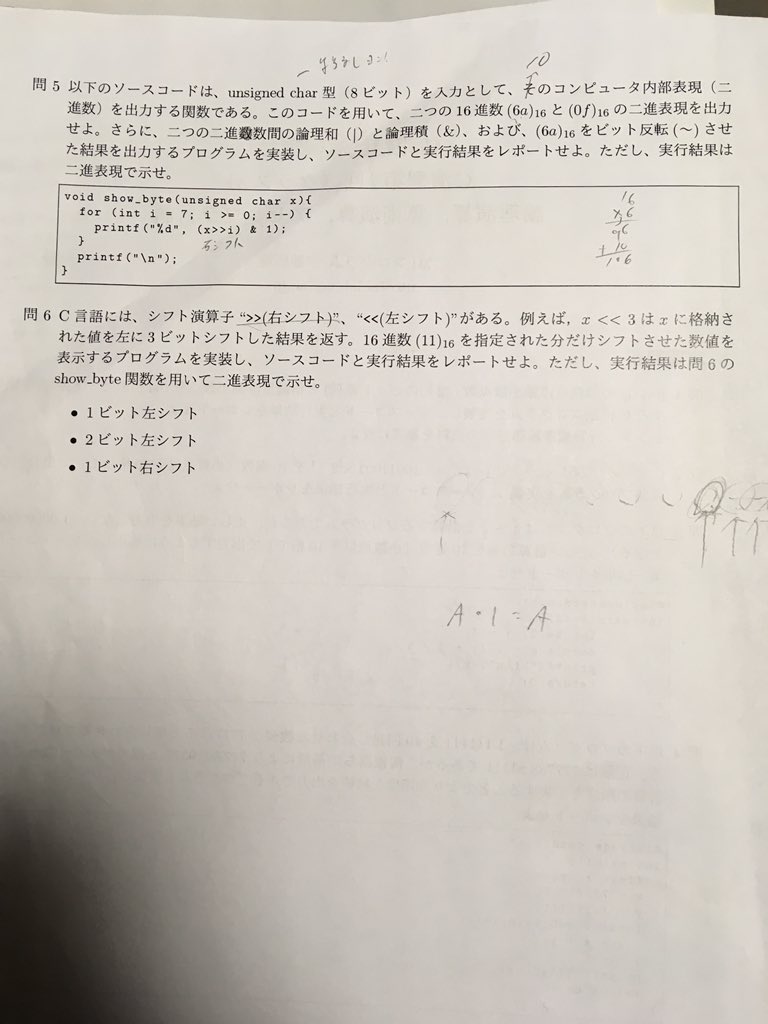 10
問 5 以下のソースコードは、unsigned char 型（8 ビット）を入力として、そのコンピュータ内部表現（二
進数）を出力する関数である。このコードを用いて、二つの 16 進数 (6a)16 と (0f)16 の二進表現を出力
せよ。さらに、二つの二進数間の論理和（|）と論理積（&）、および、(6a)16 をビット反転 (～) させ
た結果を出力するプログラムを実装し、ソースコードと実行結果をレポートせよ。ただし、実行結果は
二進表現で示せ。
void show_byte(unsigned char x){
for (int i = 7; i >= 0; i--) {
printf("%d", (x>>i) & 1);
}
右シフト
printf("\n");
}
16
x 6
96
+ 10
106
問 6 C 言語には、シフト演算子 “>>(右シフト)”、“<<(左シフト)” がある。例えば，x << 3 は x に格納さ
れた値を左に 3 ビットシフトした結果を返す。16 進数 (11)16 を指定された分だけシフトさせた数値を
表示するプログラムを実装し、ソースコードと実行結果をレポートせよ。ただし、実行結果は問 6 の
show_byte 関数を用いて二進表現で示せ。
• 1 ビット左シフト
• 2 ビット左シフト
• 1 ビット右シフト
A・1 = A